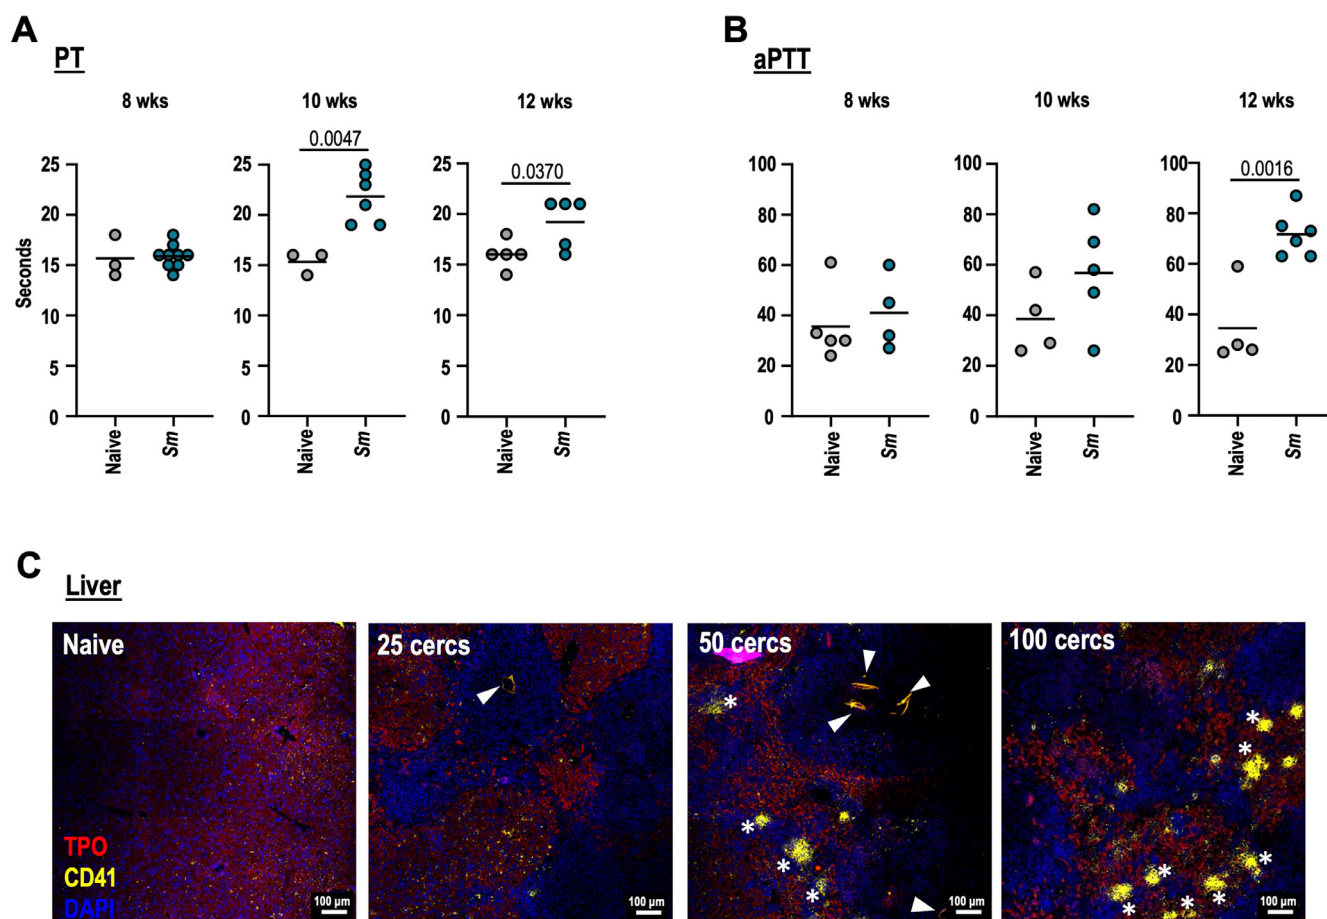 A
PT
8 wks
10 wks
12 wks
0.0047
0.0370
Seconds
25
20
15
10
5
0
Naive
Sm
25
20
15
10
5
0
Naive
Sm
25
20
15
10
5
0
Naive
Sm
B
aPTT
8 wks
10 wks
12 wks
0.0016
100
80
60
40
20
0
Naive
Sm
100
80
60
40
20
0
Naive
Sm
100
80
60
40
20
0
Naive
Sm
C
Liver
Naive
TPO
CD41
DAPI
100 µm
25 cercs
100 µm
50 cercs
* * * *
100 µm
100 cercs
* * * * * * *
100 µm